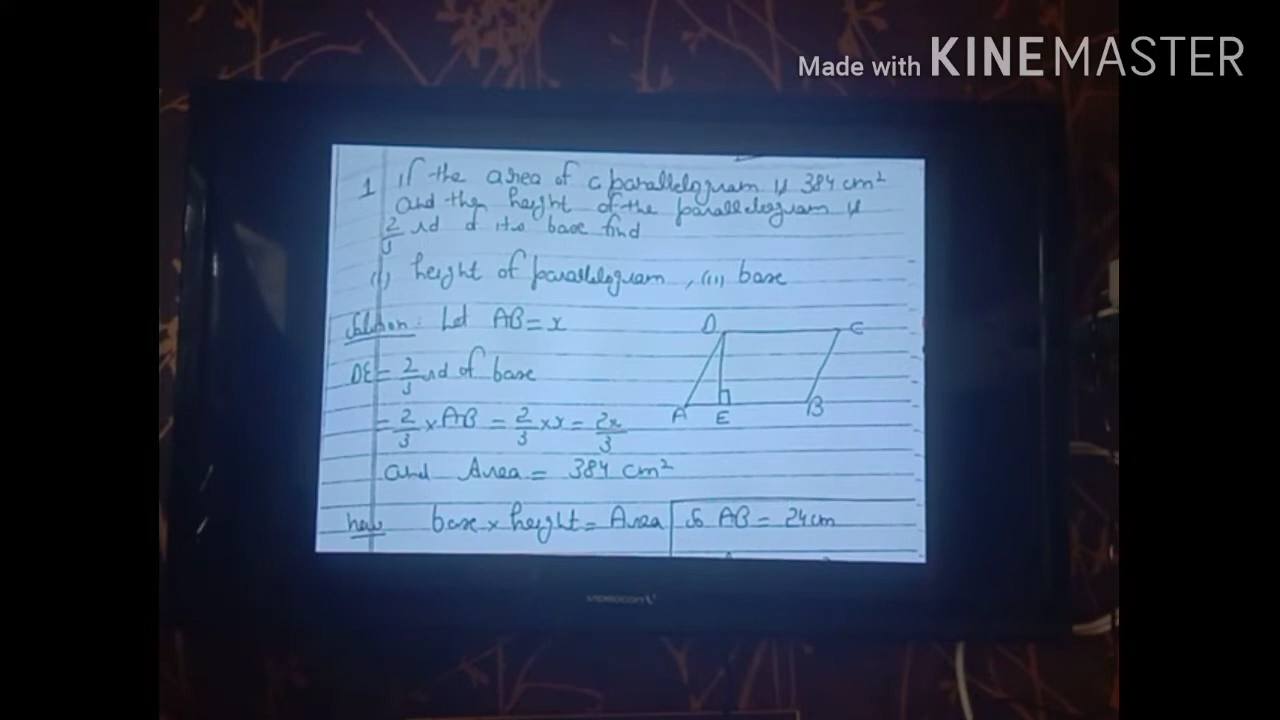 Made with KINEMASTER
1 If the area of a parallelogram is 384 cm²
and the height of the parallelogram is
2/3 rd of its base find
(i) height of parallelogram, (ii) base
Solution: Let AB = x
D C
DE = 2/3 rd of base
A E B
= 2/3 × AB = 2/3 × x = 2x/3
and Area = 384 cm²
base × height = Area
So AB = 24cm
VIDEOCON